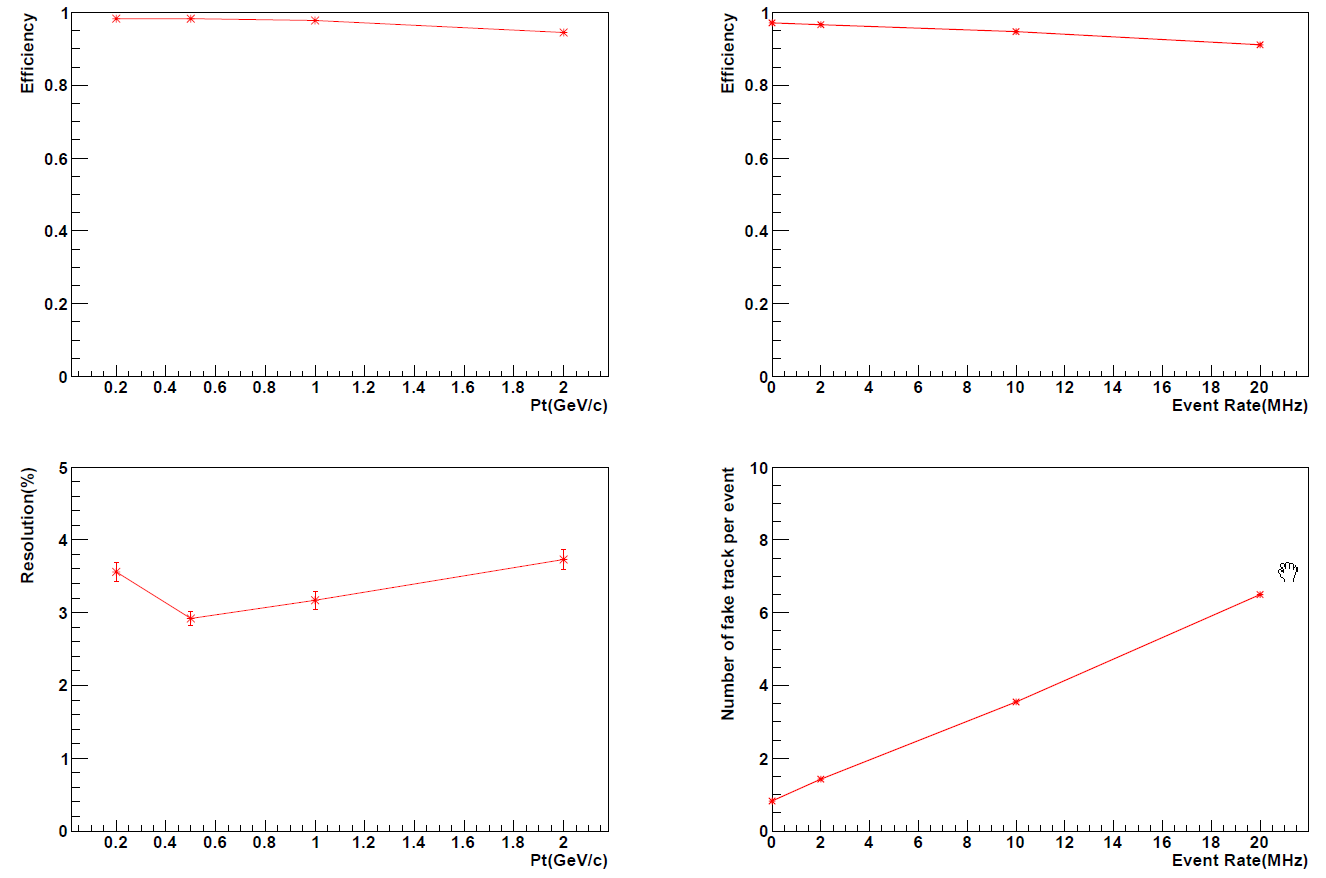 Efficiency
1
0.8
0.6
0.4
0.2
0
0.2 0.4 0.6 0.8 1 1.2 1.4 1.6 1.8 2
Pt(GeV/c)
Efficiency
1
0.8
0.6
0.4
0.2
0
0 2 4 6 8 10 12 14 16 18 20
Event Rate(MHz)
Resolution(%)
5
4
3
2
1
0
0.2 0.4 0.6 0.8 1 1.2 1.4 1.6 1.8 2
Pt(GeV/c)
Number of fake track per event
10
8
6
4
2
0
0 2 4 6 8 10 12 14 16 18 20
Event Rate(MHz)